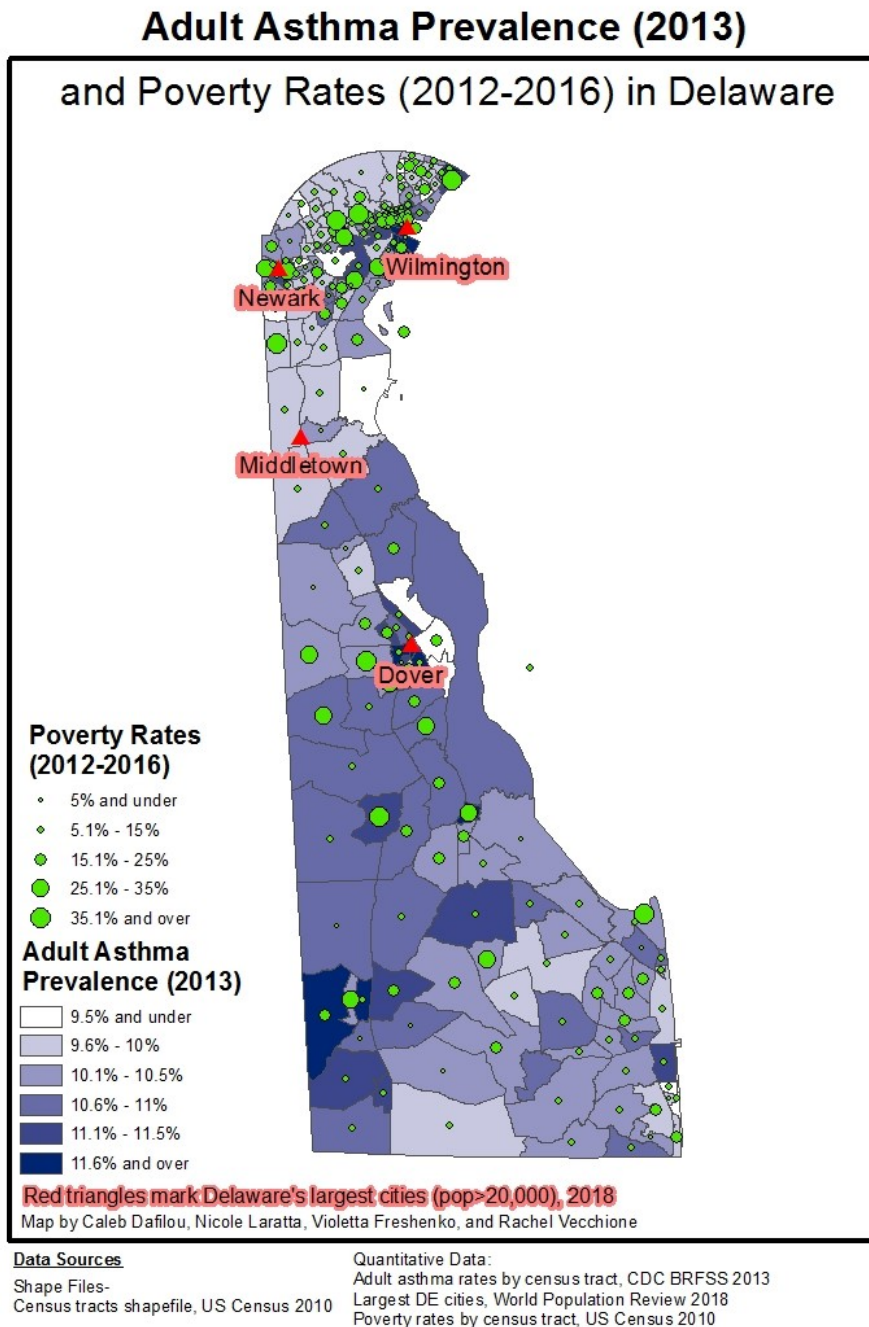 Adult Asthma Prevalence (2013)
and Poverty Rates (2012-2016) in Delaware
Wilmington
Newark
Middletown
Dover
Poverty Rates
(2012-2016)
5% and under
5.1% - 15%
15.1% - 25%
25.1% - 35%
35.1% and over
Adult Asthma
Prevalence (2013)
9.5% and under
9.6% - 10%
10.1% - 10.5%
10.6% - 11%
11.1% - 11.5%
11.6% and over
Red triangles mark Delaware's largest cities (pop>20,000), 2018
Map by Caleb Dafilou, Nicole Laratta, Violetta Freshenko, and Rachel Vecchione
Data Sources
Shape Files-
Census tracts shapefile, US Census 2010
Quantitative Data:
Adult asthma rates by census tract, CDC BRFSS 2013
Largest DE cities, World Population Review 2018
Poverty rates by census tract, US Census 2010